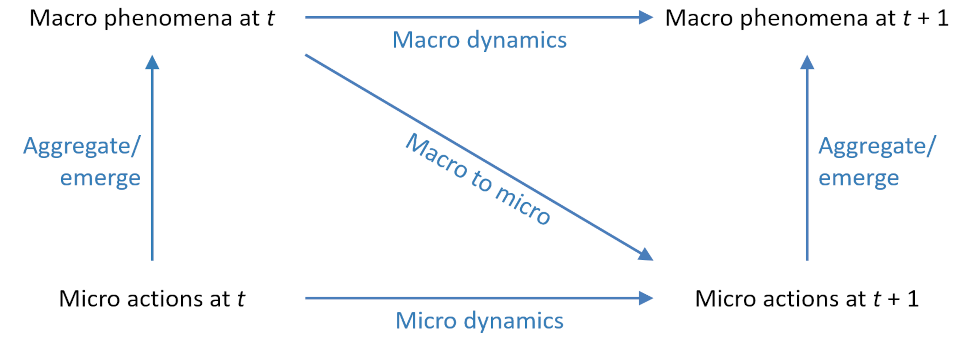 Macro phenomena at t
Macro phenomena at t + 1
Macro dynamics
Aggregate/
emerge
Macro to micro
Aggregate/
emerge
Micro actions at t
Micro actions at t + 1
Micro dynamics